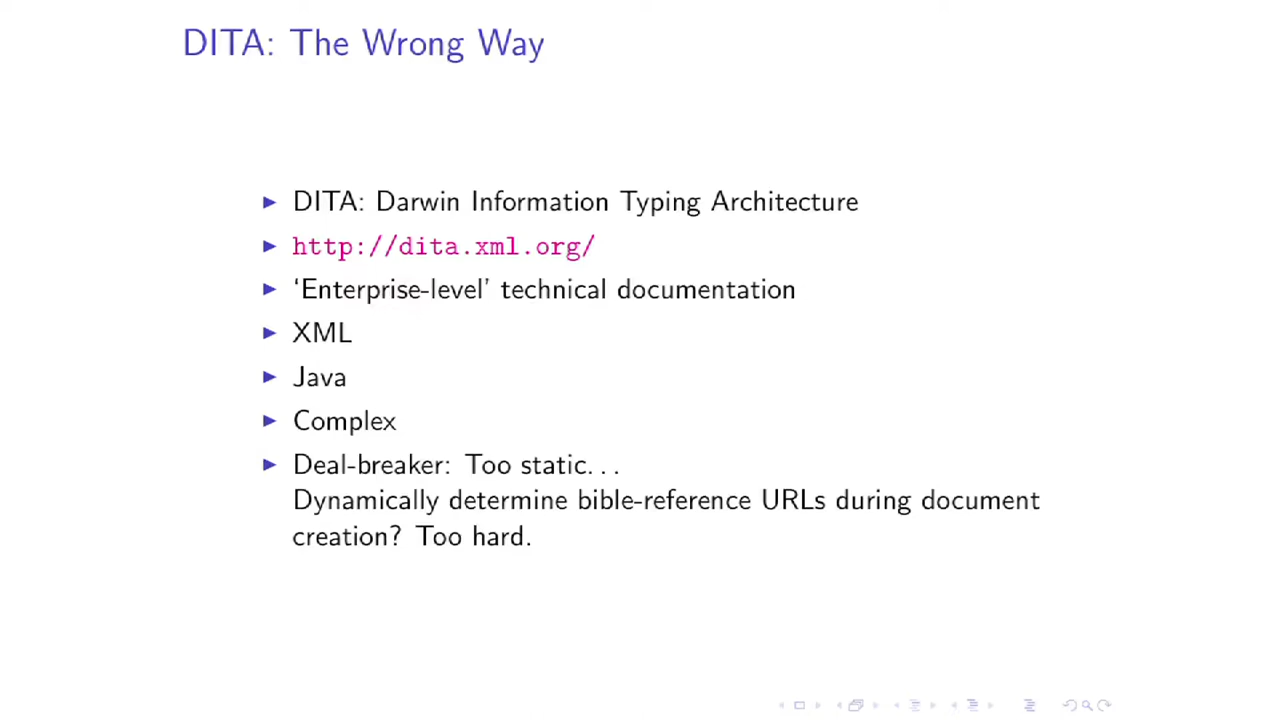 DITA: The Wrong Way
DITA: Darwin Information Typing Architecture
http://dita.xml.org/
‘Enterprise-level’ technical documentation
XML
Java
Complex
Deal-breaker: Too static. . .
Dynamically determine bible-reference URLs during document
creation? Too hard.